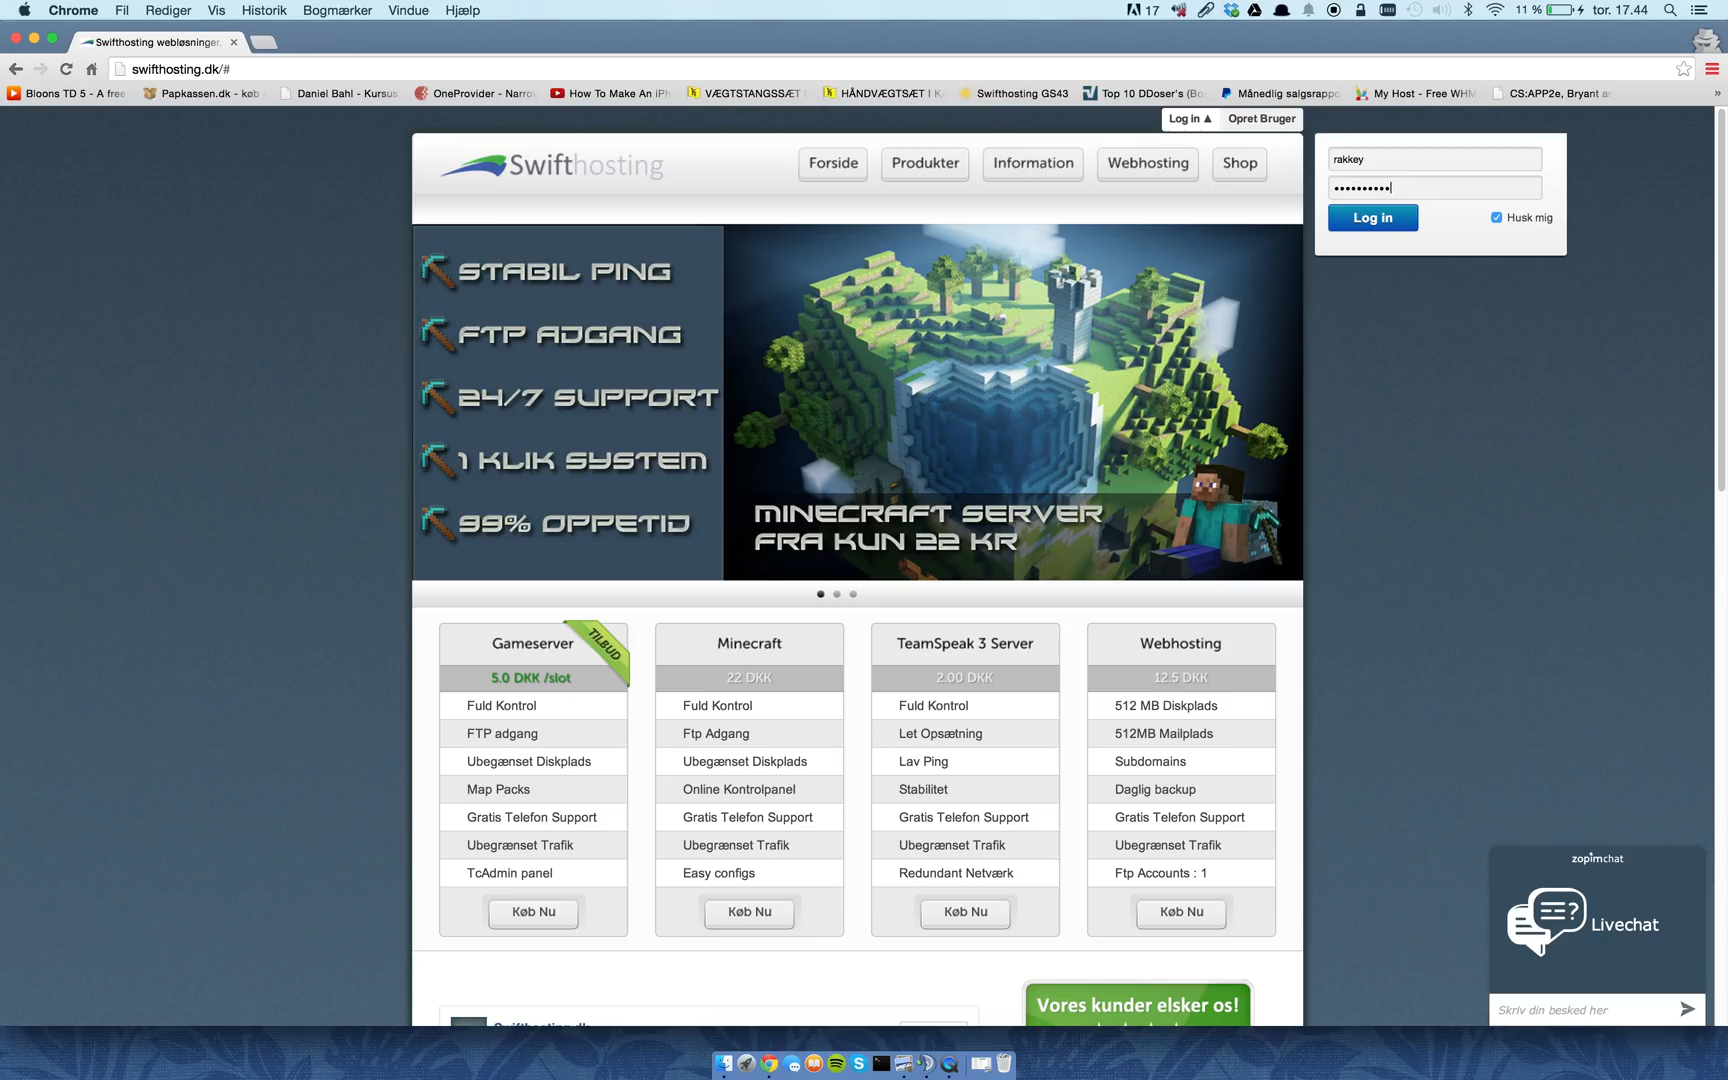 Chrome Fil Rediger Vis Historik Bogmærker Vindue Hjælp 17 11 % tor. 17.44
Swifthosting webløsninger.
swifthosting.dk/#
Bloons TD 5 - A free Papkassen.dk - køb Daniel Bahl - Kursus OneProvider - Narro How To Make An iPh VÆGTSTANGSSÆT | HÅNDVÆGTSÆT I K Swifthosting GS43 Top 10 DDoser's (Bo Månedlig salgsrappo My Host - Free WHM CS:APP2e, Bryant an »
Log in ▲ Opret Bruger
Swifthosting
Forside Produkter Information Webhosting Shop
rakkey
••••••••••
Log in Husk mig
STABIL PING
FTP ADGANG
24/7 SUPPORT
1 KLIK SYSTEM
99% OPPETID
MINECRAFT SERVER
FRA KUN 22 KR
Gameserver
TILBUD
5.0 DKK /slot
Fuld Kontrol
FTP adgang
Ubegænset Diskplads
Map Packs
Gratis Telefon Support
Ubegrænset Trafik
TcAdmin panel
Køb Nu
Minecraft
22 DKK
Fuld Kontrol
Ftp Adgang
Ubegænset Diskplads
Online Kontrolpanel
Gratis Telefon Support
Ubegrænset Trafik
Easy configs
Køb Nu
TeamSpeak 3 Server
2.00 DKK
Fuld Kontrol
Let Opsætning
Lav Ping
Stabilitet
Gratis Telefon Support
Ubegrænset Trafik
Redundant Netværk
Køb Nu
Webhosting
12.5 DKK
512 MB Diskplads
512MB Mailplads
Subdomains
Daglig backup
Gratis Telefon Support
Ubegrænset Trafik
Ftp Accounts : 1
Køb Nu
zopimchat
Livechat
Skriv din besked her
Swifthosting.dk
Vores kunder elsker os!